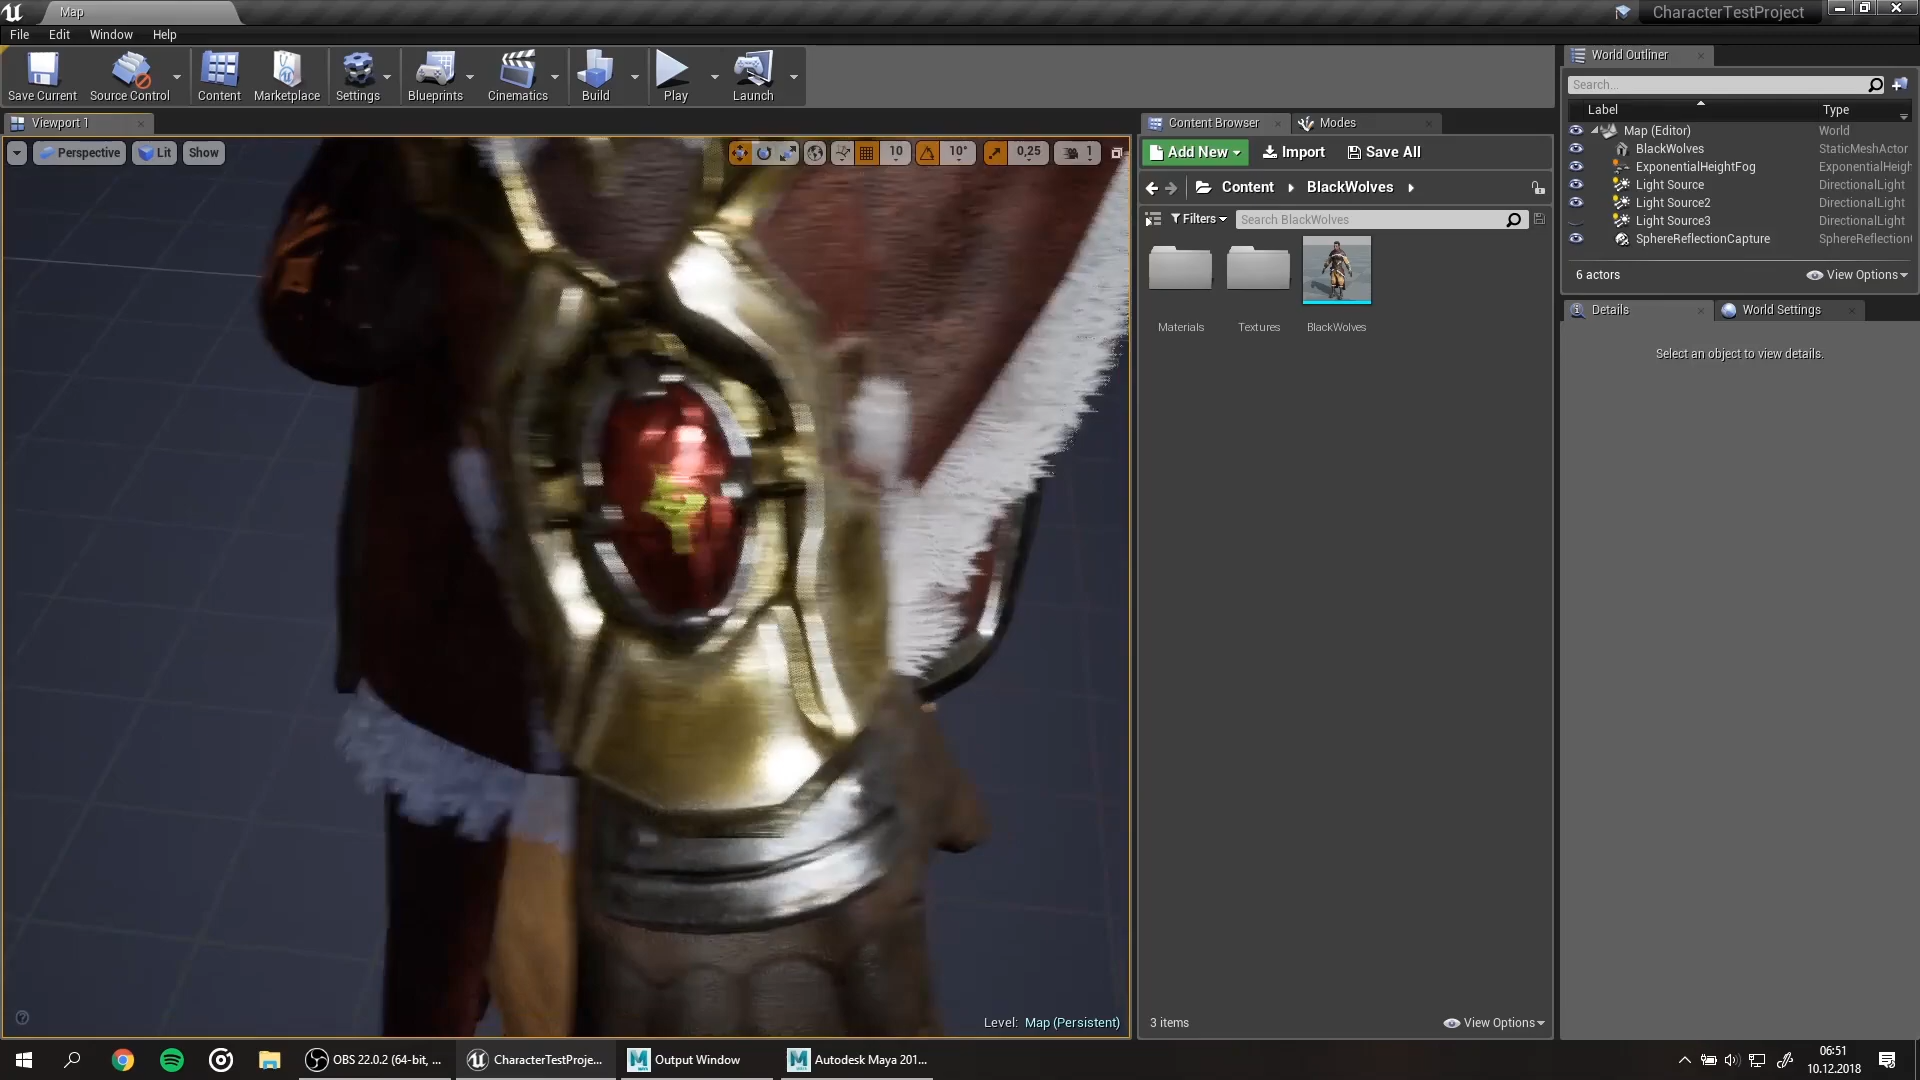 Map
CharacterTestProject
File Edit Window Help
Save Current Source Control Content Marketplace Settings Blueprints Cinematics Build Play Launch
Viewport 1
Perspective Lit Show 10 10° 0,25 1
Level: Map (Persistent)
Content Browser Modes
Add New Import Save All
Content BlackWolves
Filters Search BlackWolves
Materials Textures BlackWolves
3 items View Options
World Outliner
Search...
Label Type
Map (Editor) World
BlackWolves StaticMeshActor
ExponentialHeightFog ExponentialHeigh
Light Source DirectionalLight
Light Source2 DirectionalLight
Light Source3 DirectionalLight
SphereReflectionCapture SphereReflection
6 actors View Options
Details World Settings
Select an object to view details.
OBS 22.0.2 (64-bit, ... CharacterTestProje... Output Window Autodesk Maya 201...
06:51
10.12.2018